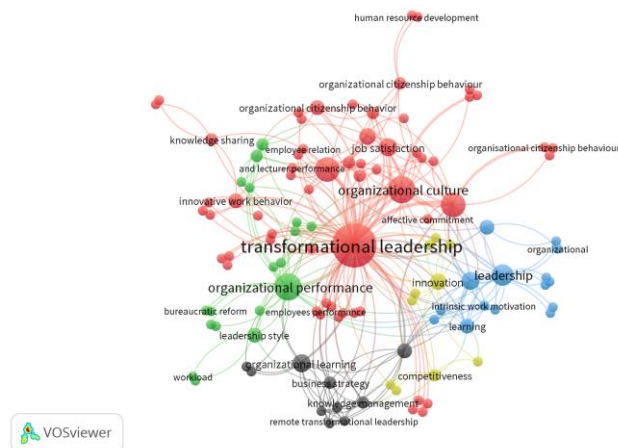 human resource development
organizational citizenship behaviour
organizational citizenship behavior
knowledge sharing
employee relation
job satisfaction
organisational citizenship behaviour
and lecturer performance
organizational culture
innovative work behavior
affective commitment
transformational leadership
organizational
leadership
innovation
organizational performance
intrinsic work motivation
bureaucratic reform
employees performance
learning
leadership style
organizational learning
workload
business strategy
competitiveness
knowledge management
remote transformational leadership
VOSviewer